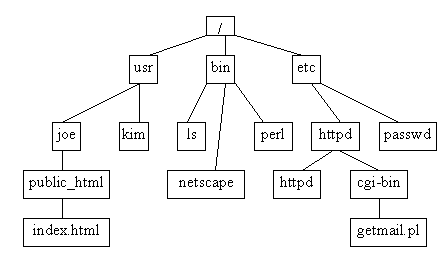 /
usr bin etc
joe kim ls perl httpd passwd
public_html netscape httpd cgi-bin
index.html getmail.pl